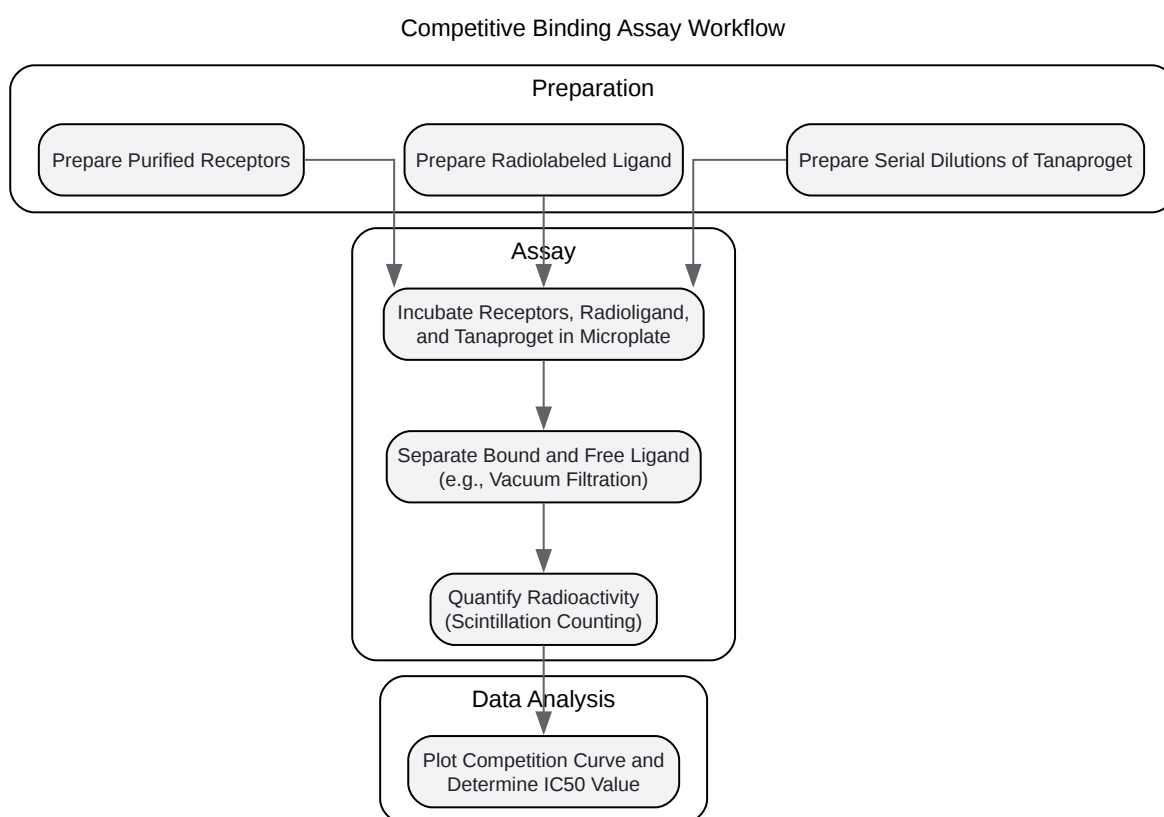 Competitive Binding Assay Workflow
Preparation
Prepare Purified Receptors
Prepare Radiolabeled Ligand
Prepare Serial Dilutions of Tanaproget
Assay
Incubate Receptors, Radioligand,
and Tanaproget in Microplate
Separate Bound and Free Ligand
(e.g., Vacuum Filtration)
Quantify Radioactivity
(Scintillation Counting)
Data Analysis
Plot Competition Curve and
Determine IC50 Value